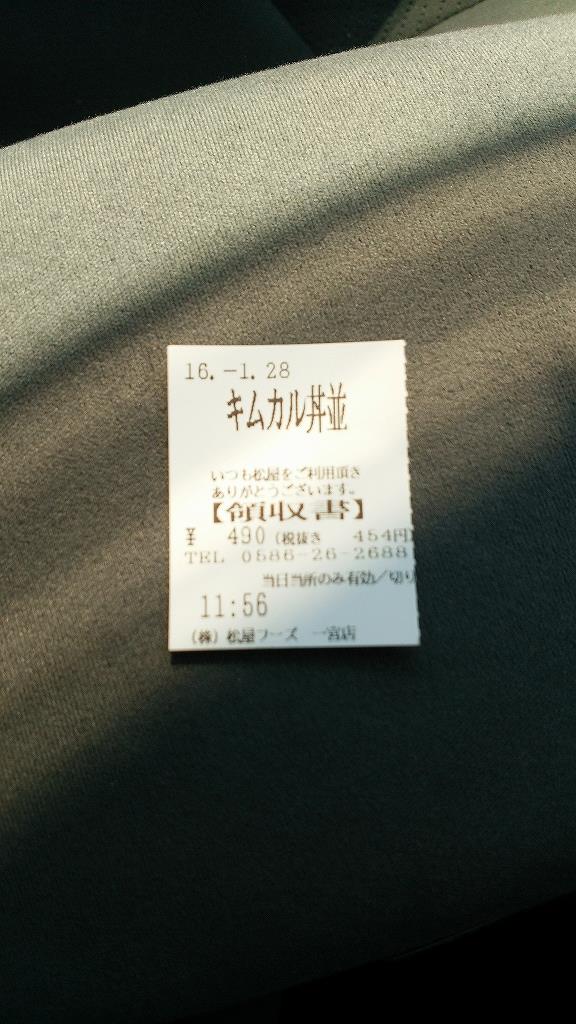 16.-1.28
キムカル丼並
いつも松屋をご利用頂き
ありがとうございます。
【領収書】
¥ 490(税抜き 454円)
TEL 0586-26-2688
当日当所のみ有効/切り
11:56
(株)松屋フーズ 一宮店